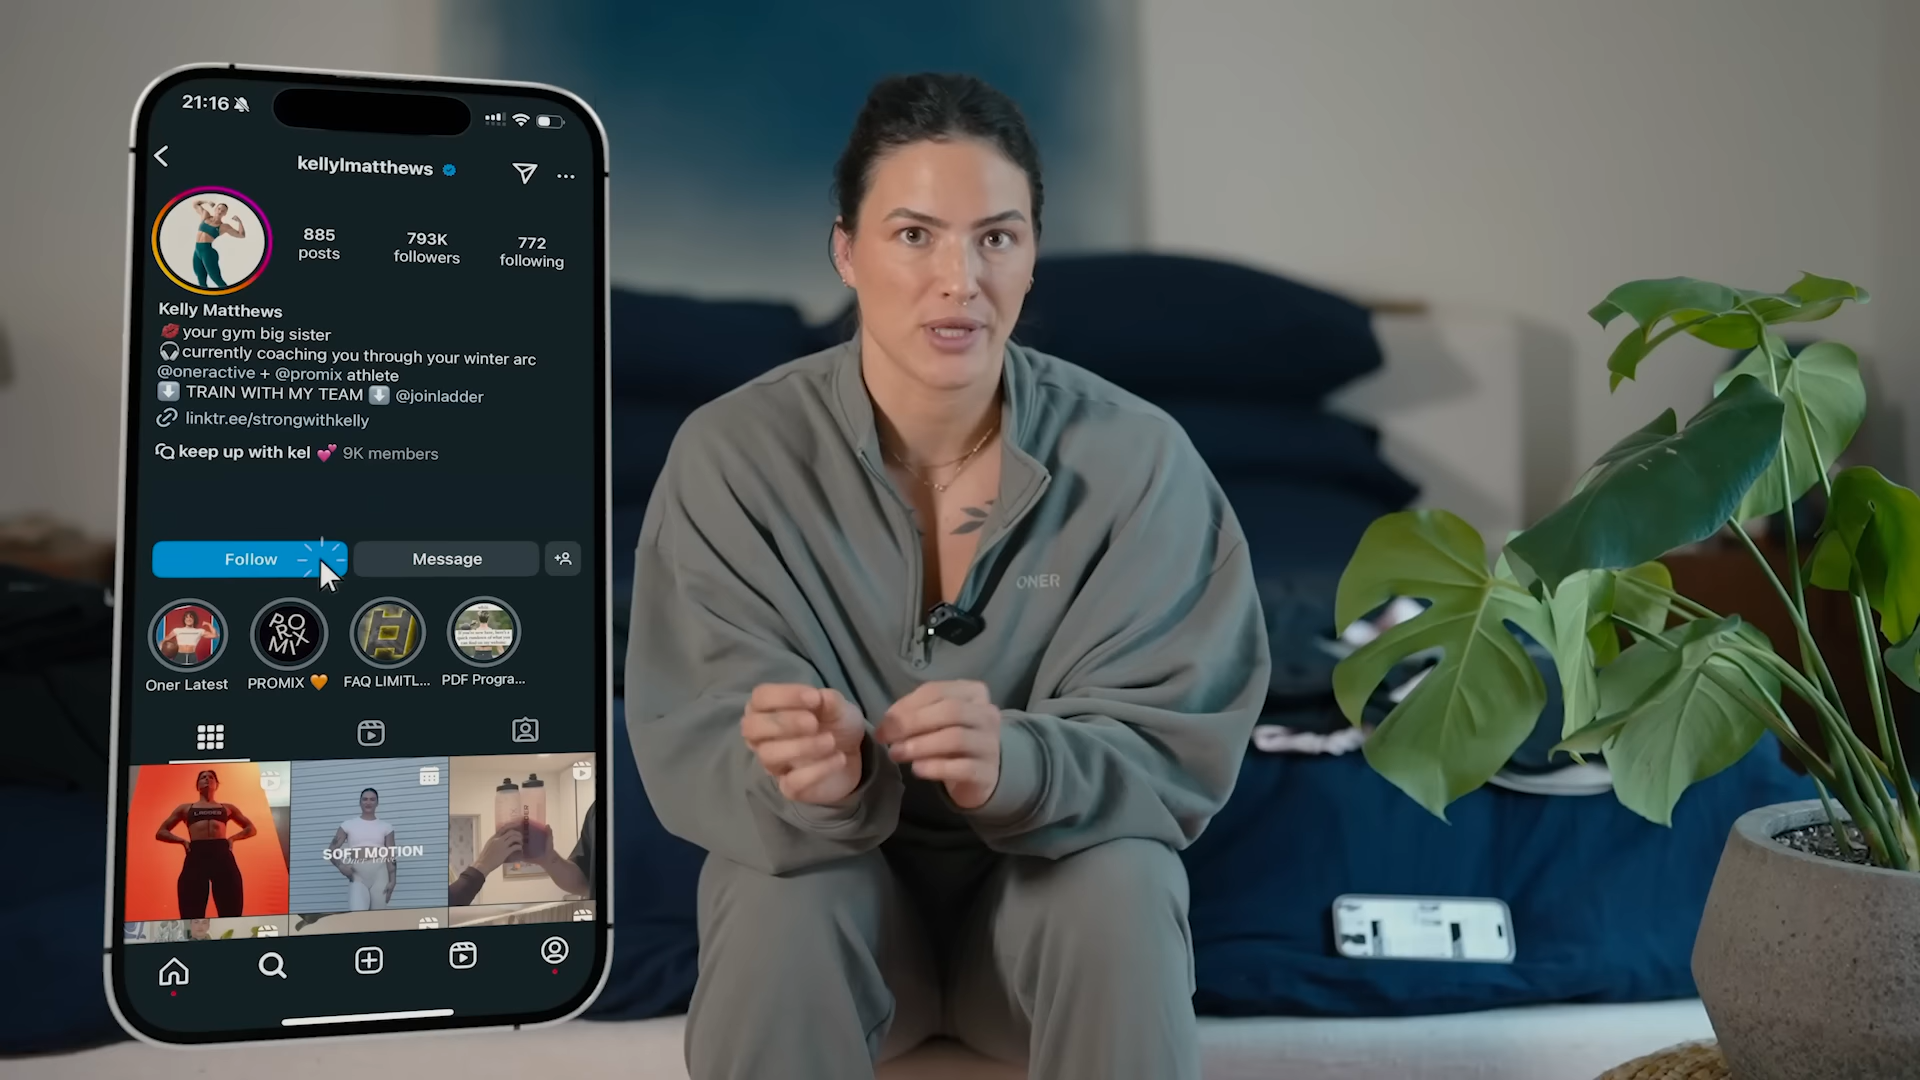 21:16
kellylmatthews
885
posts
793K
followers
772
following
Kelly Matthews
your gym big sister
currently coaching you through your winter arc
@oneractive + @promix athlete
TRAIN WITH MY TEAM @joinladder
linktr.ee/strongwithkelly
keep up with kel 9K members
Follow
Message
Oner Latest
PROMIX
FAQ LIMITL...
PDF Progra...
PROMIX
LADDER
SOFT MOTION
ONER